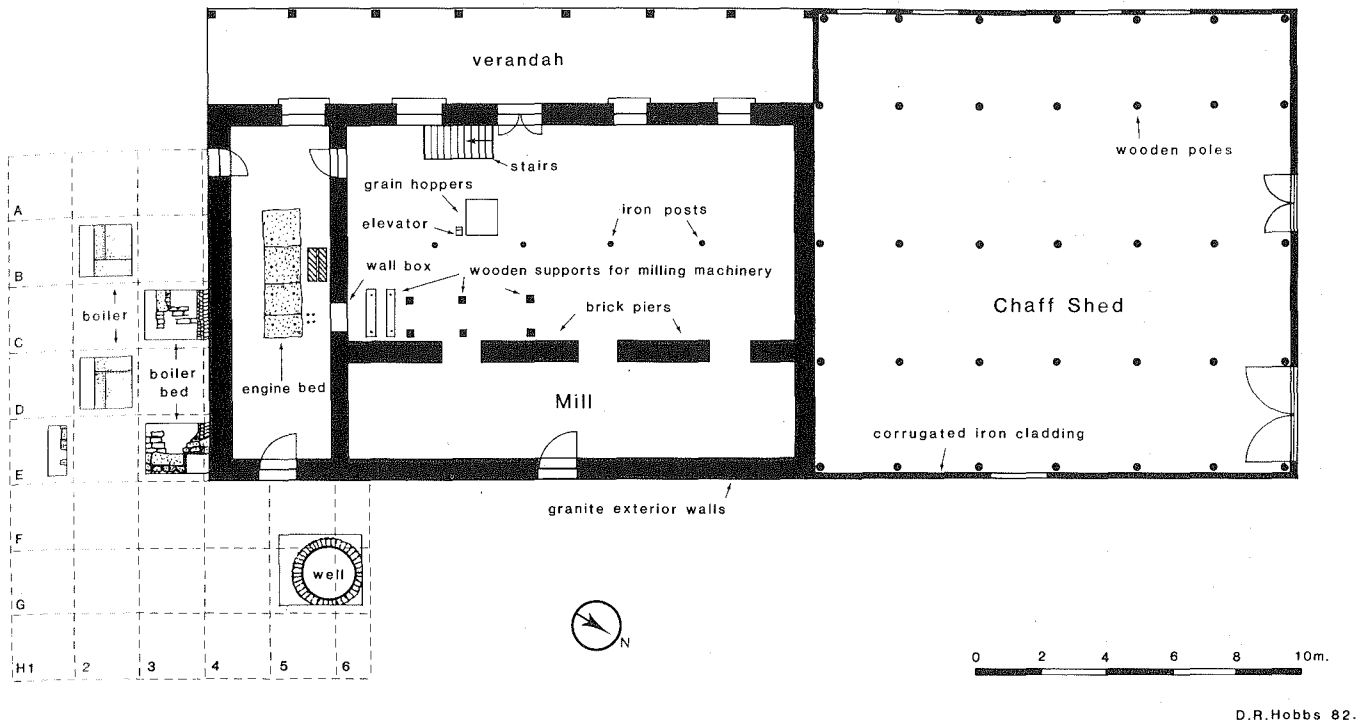 verandah
stairs
wooden poles
grain hoppers
elevator
iron posts
wall box
wooden supports for milling machinery
brick piers
Chaff Shed
boiler
boiler
bed
engine bed
Mill
corrugated iron cladding
granite exterior walls
well
A
B
C
D
E
F
G
H1 2 3 4 5 6
N
0 2 4 6 8 10m.
D.R.Hobbs 82.